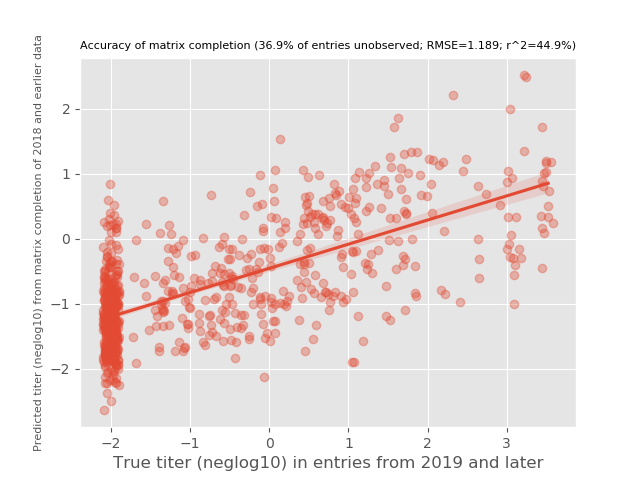 Accuracy of matrix completion (36.9% of entries unobserved; RMSE=1.189; r^2=44.9%)
Predicted titer (neglog10) from matrix completion of 2018 and earlier data
2
1
0
−1
−2
−2 −1 0 1 2 3
True titer (neglog10) in entries from 2019 and later